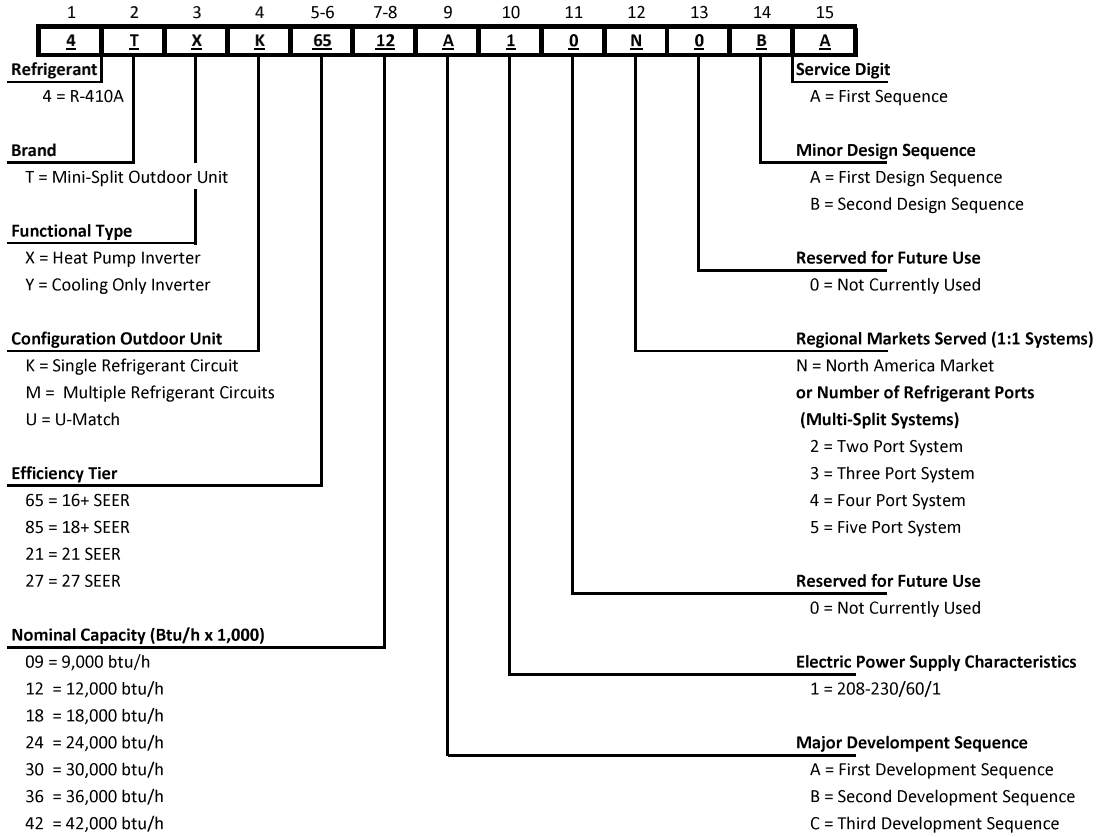 1 2 3 4 5-6 7-8 9 10 11 12 13 14 15
4 T X K 65 12 A 1 0 N 0 B A
Refrigerant
4 = R-410A
Brand
T = Mini-Split Outdoor Unit
Functional Type
X = Heat Pump Inverter
Y = Cooling Only Inverter
Configuration Outdoor Unit
K = Single Refrigerant Circuit
M = Multiple Refrigerant Circuits
U = U-Match
Efficiency Tier
65 = 16+ SEER
85 = 18+ SEER
21 = 21 SEER
27 = 27 SEER
Nominal Capacity (Btu/h x 1,000)
09 = 9,000 btu/h
12 = 12,000 btu/h
18 = 18,000 btu/h
24 = 24,000 btu/h
30 = 30,000 btu/h
36 = 36,000 btu/h
42 = 42,000 btu/h
Service Digit
A = First Sequence
Minor Design Sequence
A = First Design Sequence
B = Second Design Sequence
Reserved for Future Use
0 = Not Currently Used
Regional Markets Served (1:1 Systems)
N = North America Market
or Number of Refrigerant Ports
(Multi-Split Systems)
2 = Two Port System
3 = Three Port System
4 = Four Port System
5 = Five Port System
Reserved for Future Use
0 = Not Currently Used
Electric Power Supply Characteristics
1 = 208-230/60/1
Major Develompent Sequence
A = First Development Sequence
B = Second Development Sequence
C = Third Development Sequence